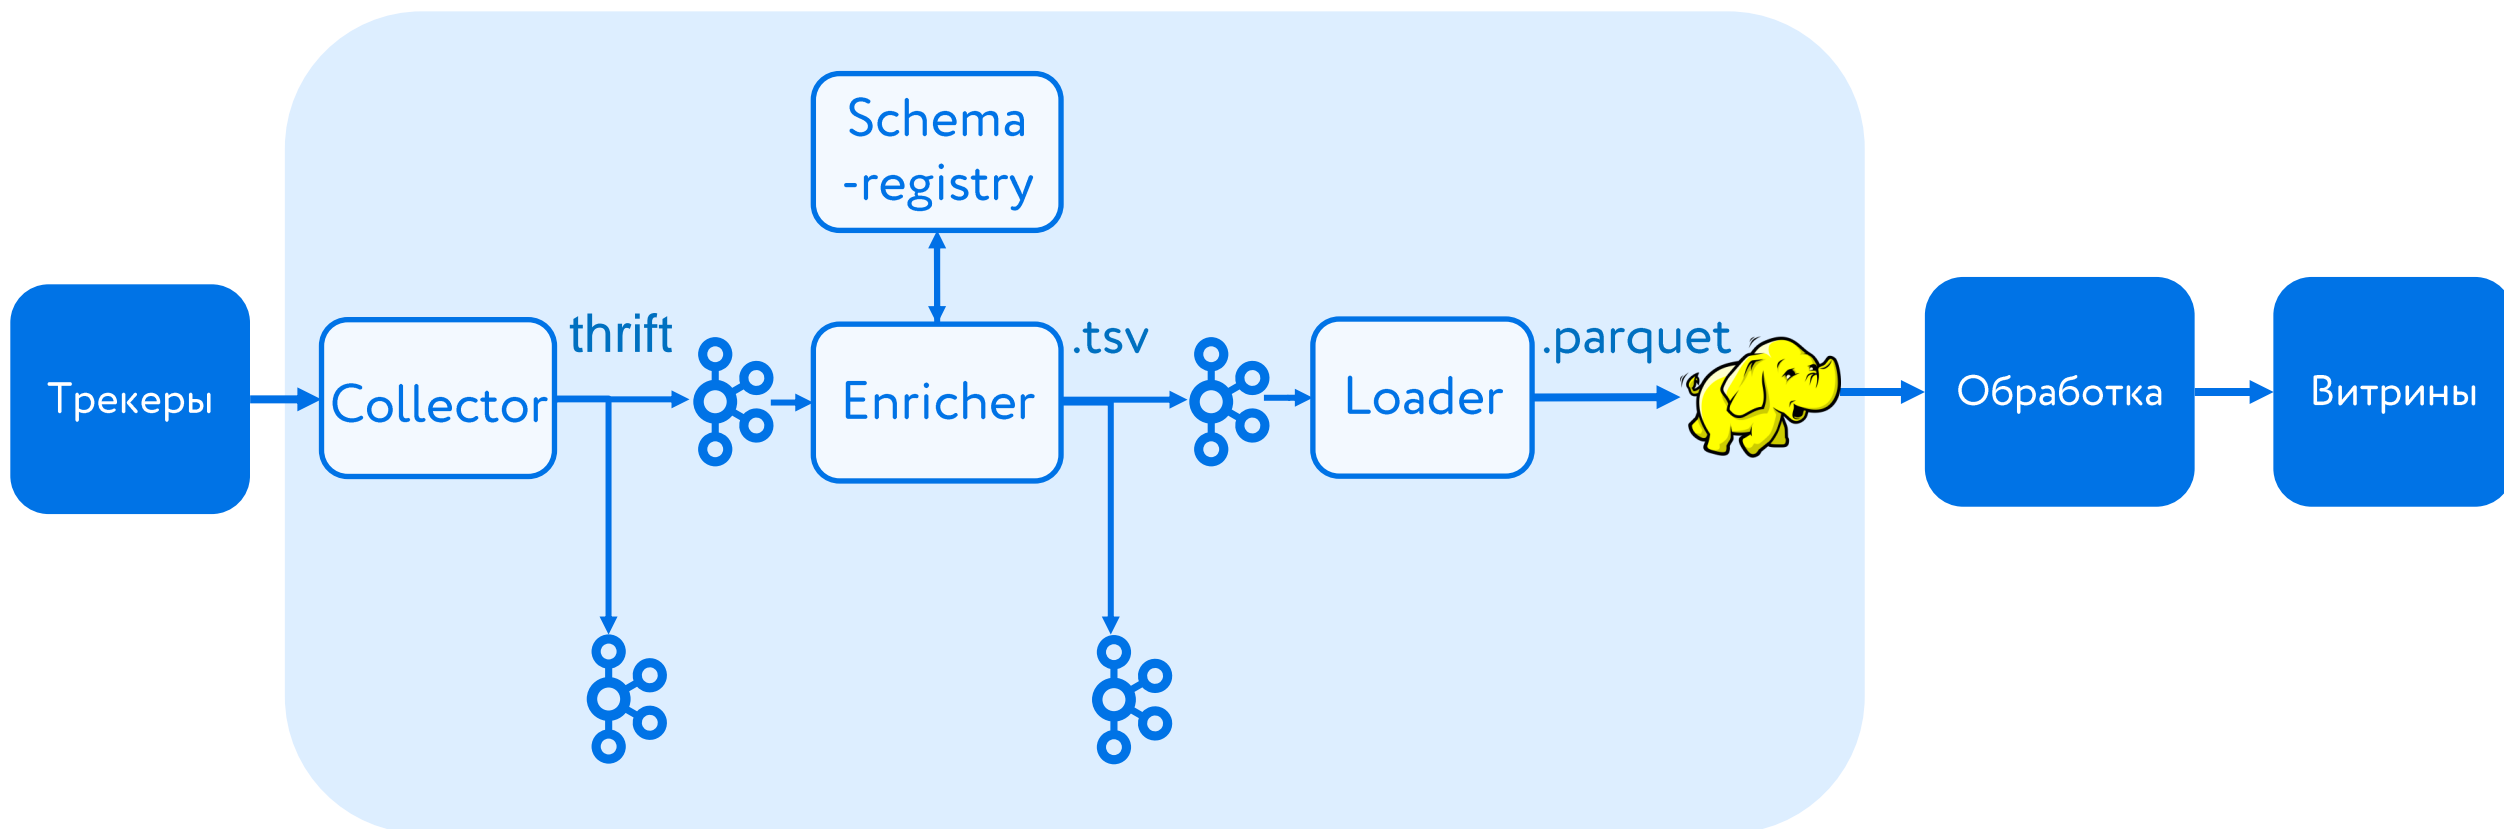 Schema
-registry
thrift
.tsv
.parquet
Трекеры
Collector
Enricher
Loader
Обработка
Витрины